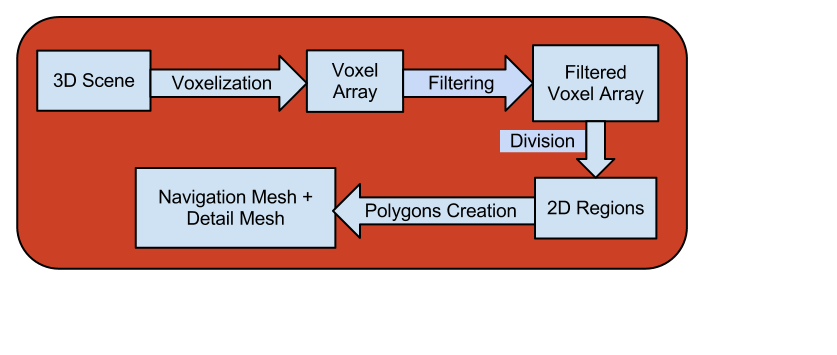 3D Scene
Voxelization
Voxel
Array
Filtering
Filtered
Voxel Array
Division
2D Regions
Polygons Creation
Navigation Mesh +
Detail Mesh